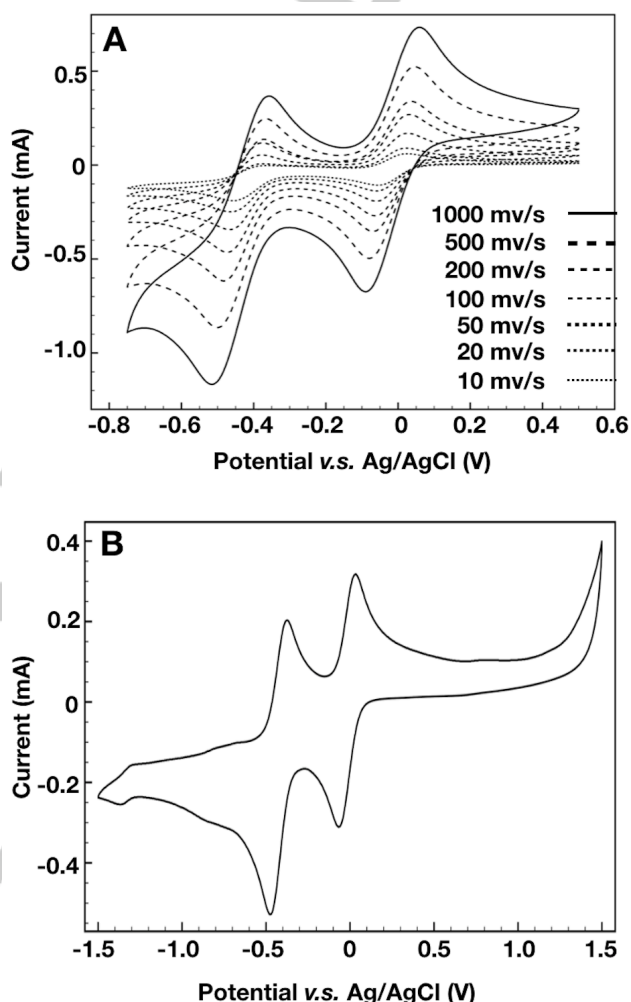 A
0.5
0
-0.5
-1.0
Current (mA)
1000 mv/s
500 mv/s
200 mv/s
100 mv/s
50 mv/s
20 mv/s
10 mv/s
-0.8 -0.6 -0.4 -0.2 0 0.2 0.4 0.6
Potential v.s. Ag/AgCl (V)
B
0.4
0.2
0
-0.2
-0.4
Current (mA)
-1.5 -1.0 -0.5 0 0.5 1.0 1.5
Potential v.s. Ag/AgCl (V)